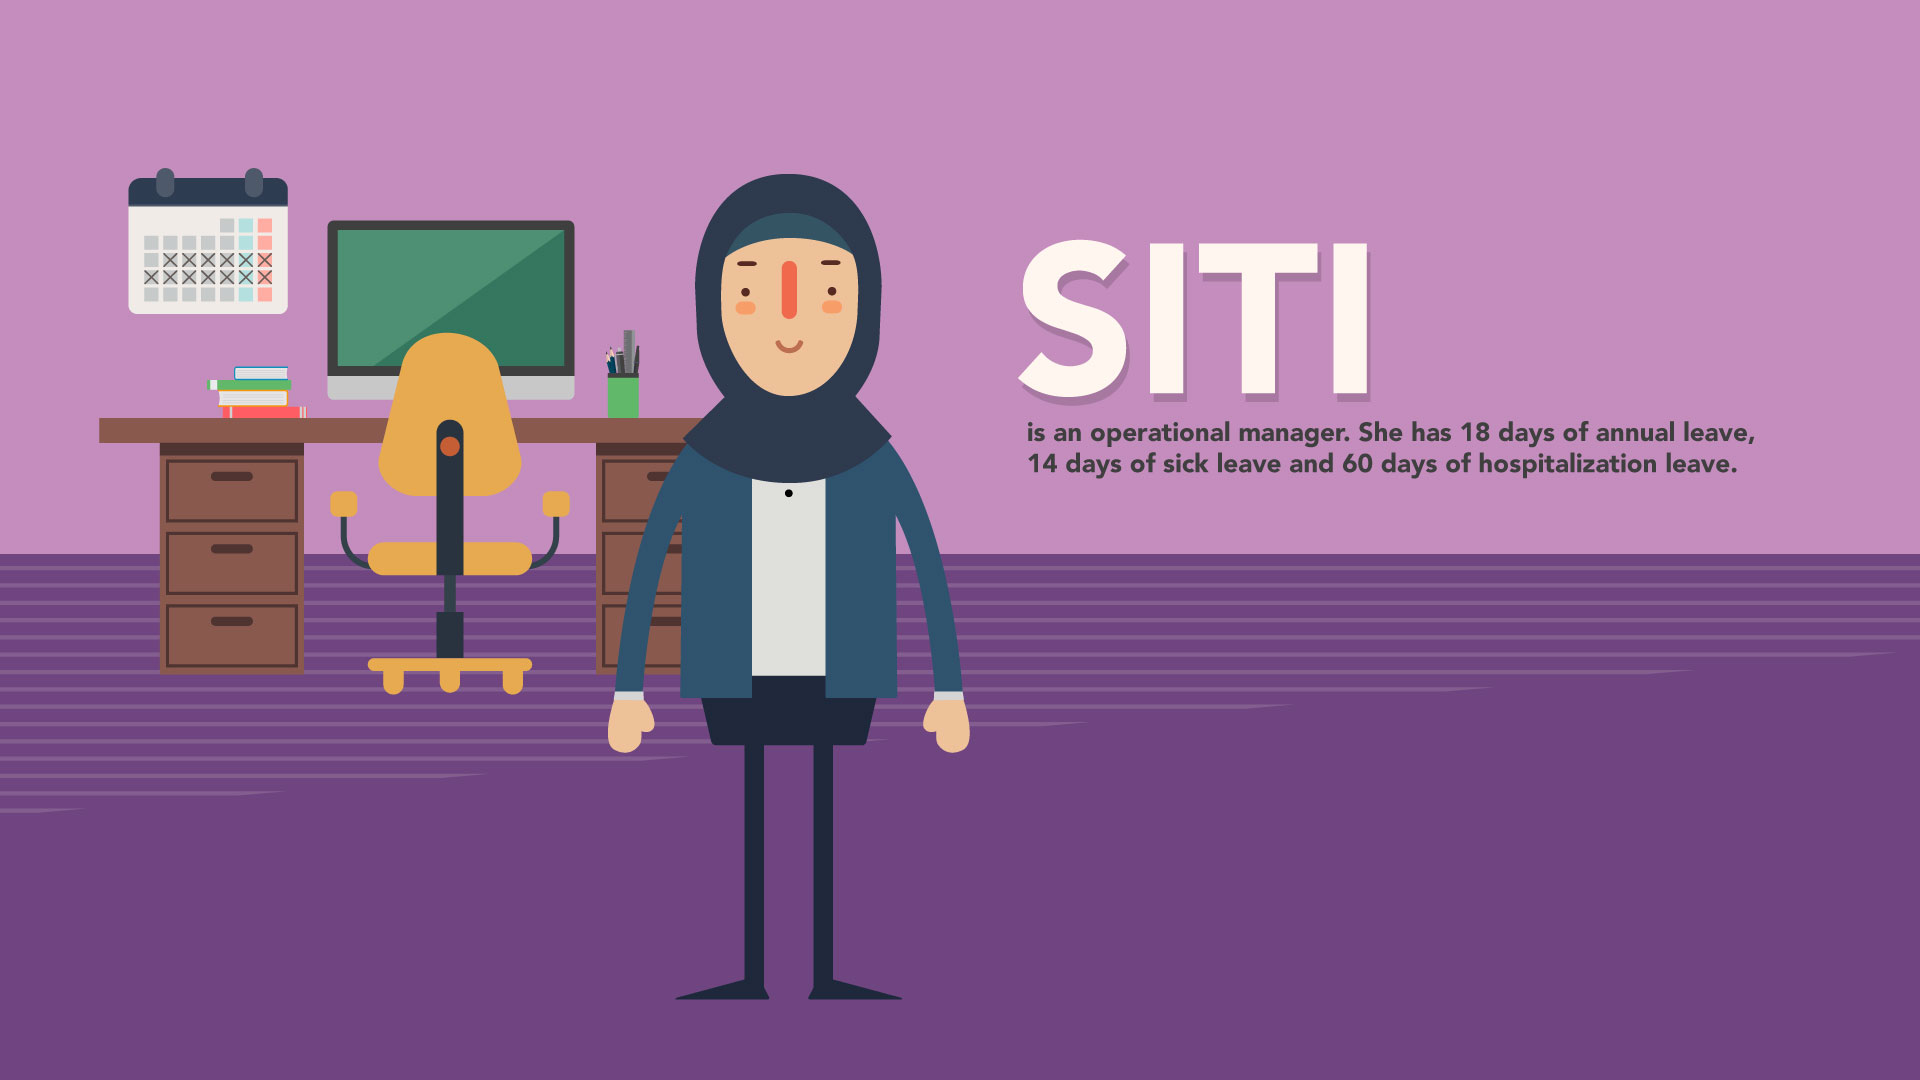 SITI
is an operational manager. She has 18 days of annual leave,
14 days of sick leave and 60 days of hospitalization leave.